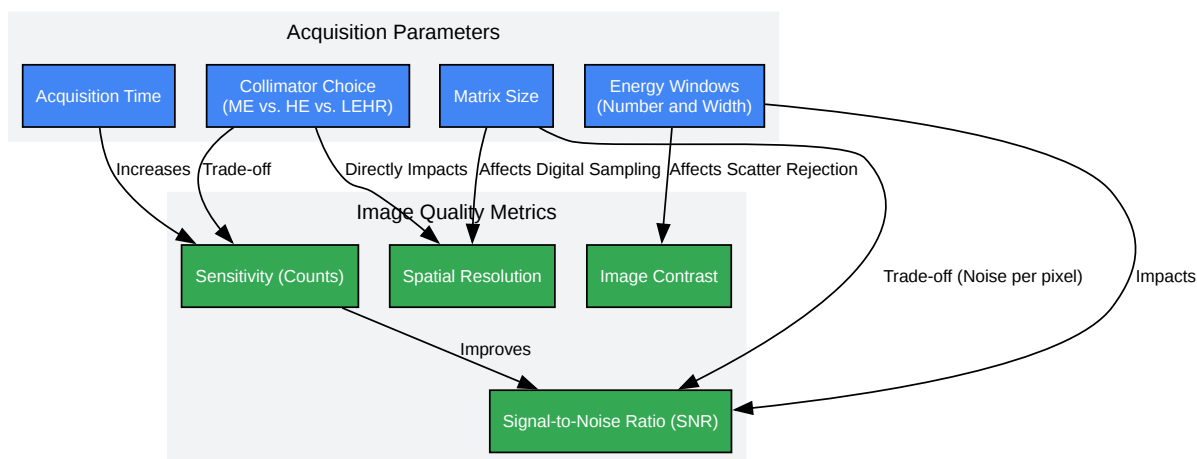 Acquisition Parameters
Acquisition Time
Collimator Choice
(ME vs. HE vs. LEHR)
Matrix Size
Energy Windows
(Number and Width)
Increases
Trade-off
Directly Impacts
Affects Digital Sampling
Affects Scatter Rejection
Image Quality Metrics
Sensitivity (Counts)
Spatial Resolution
Image Contrast
Trade-off (Noise per pixel)
Impacts
Improves
Signal-to-Noise Ratio (SNR)